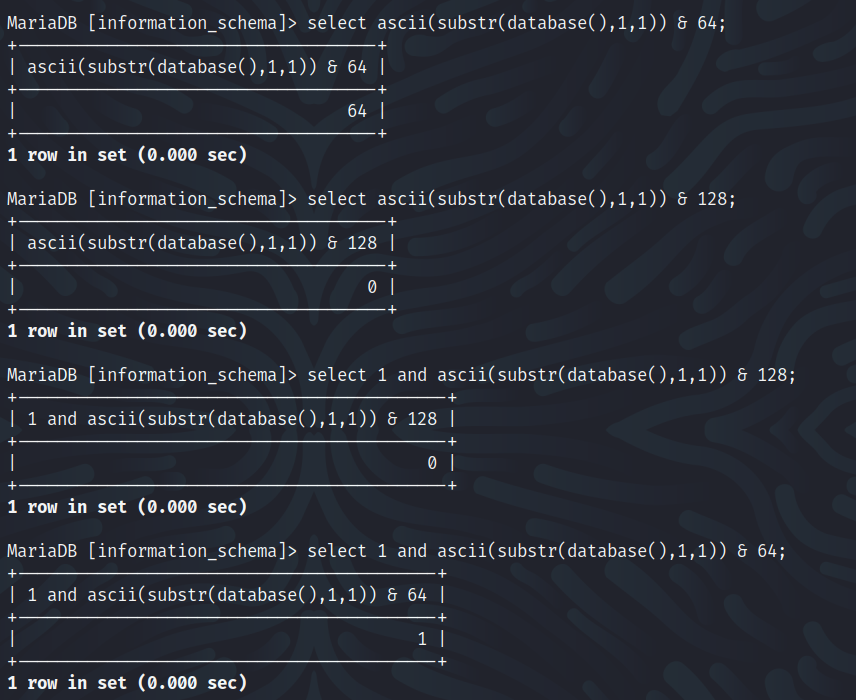 MariaDB [information_schema]> select ascii(substr(database(),1,1)) & 64;
+-----------------------------------+
| ascii(substr(database(),1,1)) & 64 |
+-----------------------------------+
| 64 |
+-----------------------------------+
1 row in set (0.000 sec)
MariaDB [information_schema]> select ascii(substr(database(),1,1)) & 128;
+------------------------------------+
| ascii(substr(database(),1,1)) & 128 |
+------------------------------------+
| 0 |
+------------------------------------+
1 row in set (0.000 sec)
MariaDB [information_schema]> select 1 and ascii(substr(database(),1,1)) & 128;
+------------------------------------------+
| 1 and ascii(substr(database(),1,1)) & 128 |
+------------------------------------------+
| 0 |
+------------------------------------------+
1 row in set (0.000 sec)
MariaDB [information_schema]> select 1 and ascii(substr(database(),1,1)) & 64;
+-----------------------------------------+
| 1 and ascii(substr(database(),1,1)) & 64 |
+-----------------------------------------+
| 1 |
+-----------------------------------------+
1 row in set (0.000 sec)